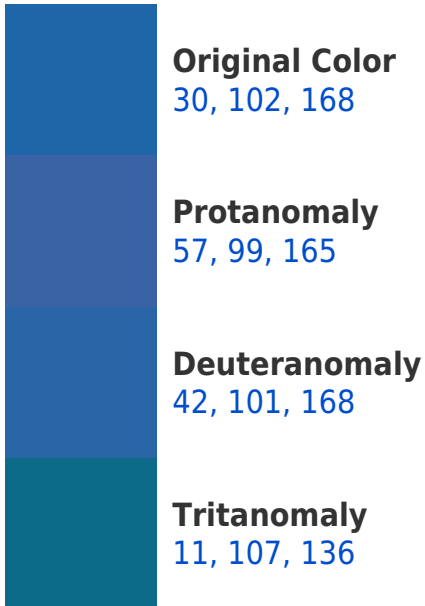 Original Color
30, 102, 168
Protanomaly
57, 99, 165
Deuteranomaly
42, 101, 168
Tritanomaly
11, 107, 136